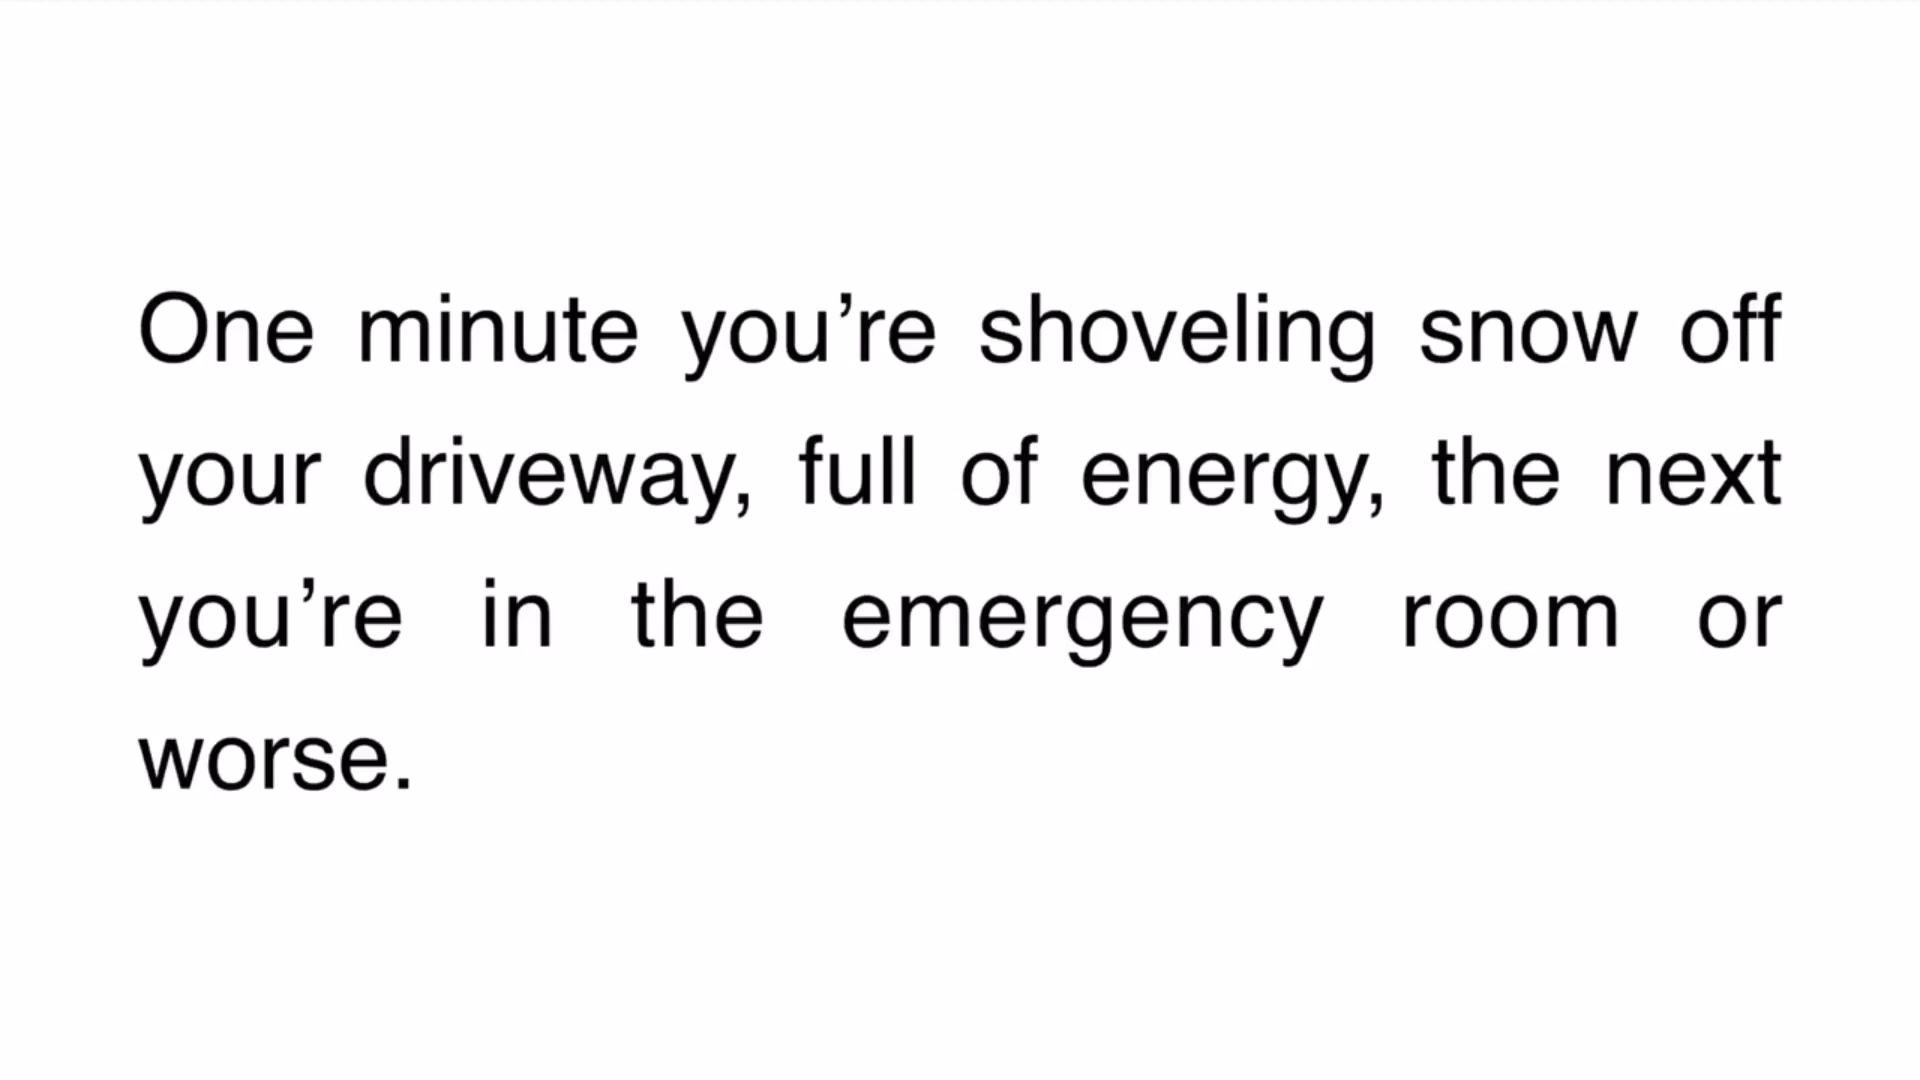 One minute you’re shoveling snow off
your driveway, full of energy, the next
you’re in the emergency room or
worse.